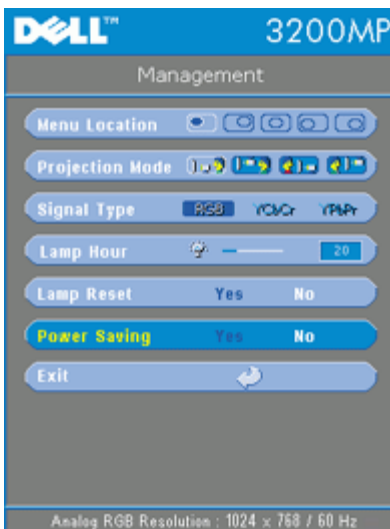 DELL™ 3200MP
Management
Menu Location
Projection Mode
Signal Type RGB YCbCr YPbPr
Lamp Hour 20
Lamp Reset Yes No
Power Saving Yes No
Exit
Analog RGB Resolution : 1024 x 768 / 60 Hz